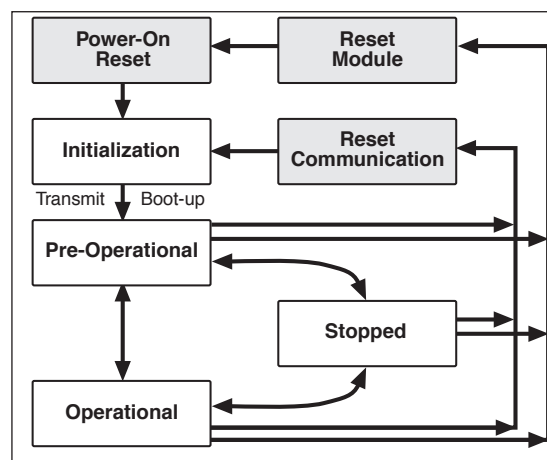 Power-On
Reset
Reset
Module
Initialization
Reset
Communication
Transmit Boot-up
Pre-Operational
Stopped
Operational